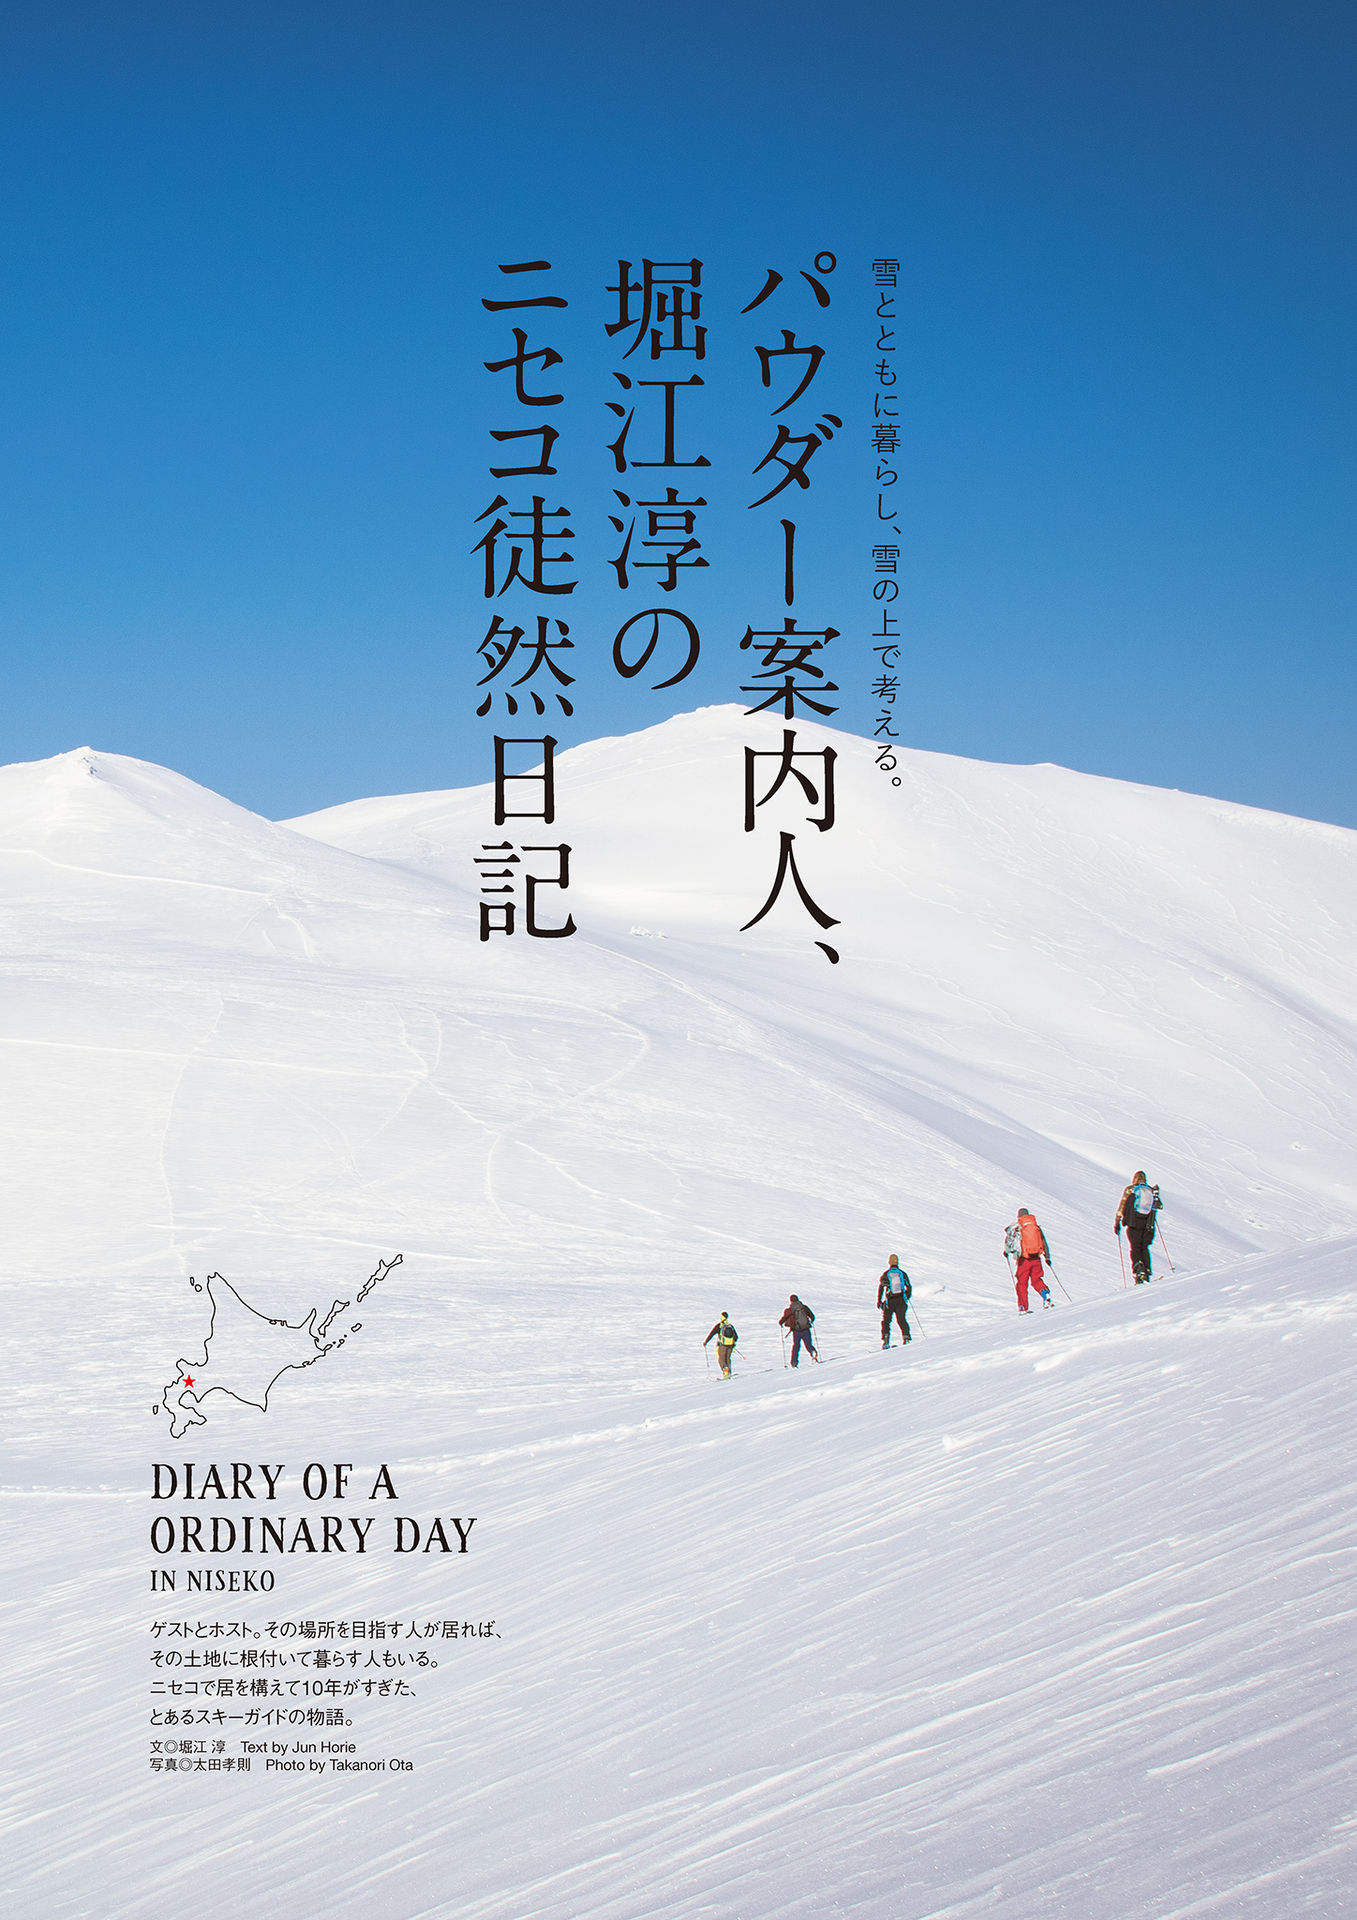 雪とともに暮らし、雪の上で考える。
パウダー案内人、
堀江淳の
ニセコ徒然日記
DIARY OF A
ORDINARY DAY
IN NISEKO
ゲストとホスト。その場所を目指す人が居れば、
その土地に根付いて暮らす人もいる。
ニセコで居を構えて10年がすぎた、
とあるスキーガイドの物語。
文◎堀江 淳　Text by Jun Horie
写真◎太田孝則　Photo by Takanori Ota